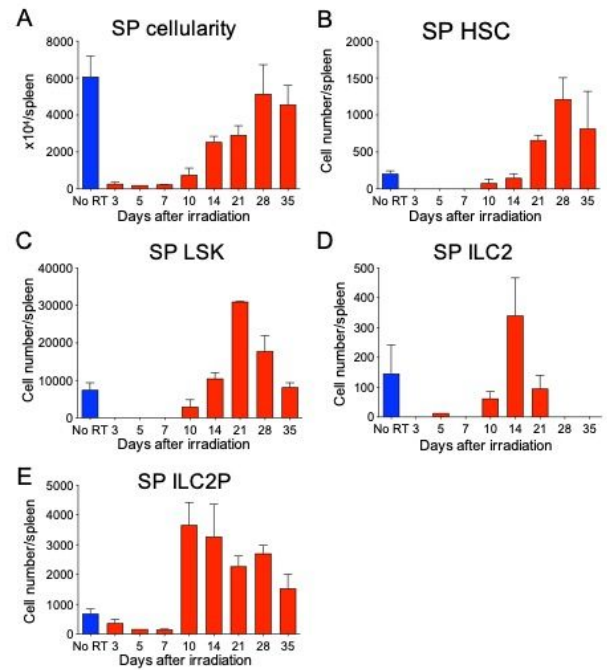 A
SP cellularity
x10⁴/spleen
8000
6000
4000
2000
0
No RT 3 5 7 10 14 21 28 35
Days after irradiation
B
SP HSC
Cell number/spleen
2000
1500
1000
500
0
No RT 3 5 7 10 14 21 28 35
Days after irradiation
C
SP LSK
Cell number/spleen
40000
30000
20000
10000
0
No RT 3 5 7 10 14 21 28 35
Days after irradiation
D
SP ILC2
Cell number/spleen
500
400
300
200
100
0
No RT 3 5 7 10 14 21 28 35
Days after irradiation
E
SP ILC2P
Cell number/spleen
5000
4000
3000
2000
1000
0
No RT 3 5 7 10 14 21 28 35
Days after irradiation